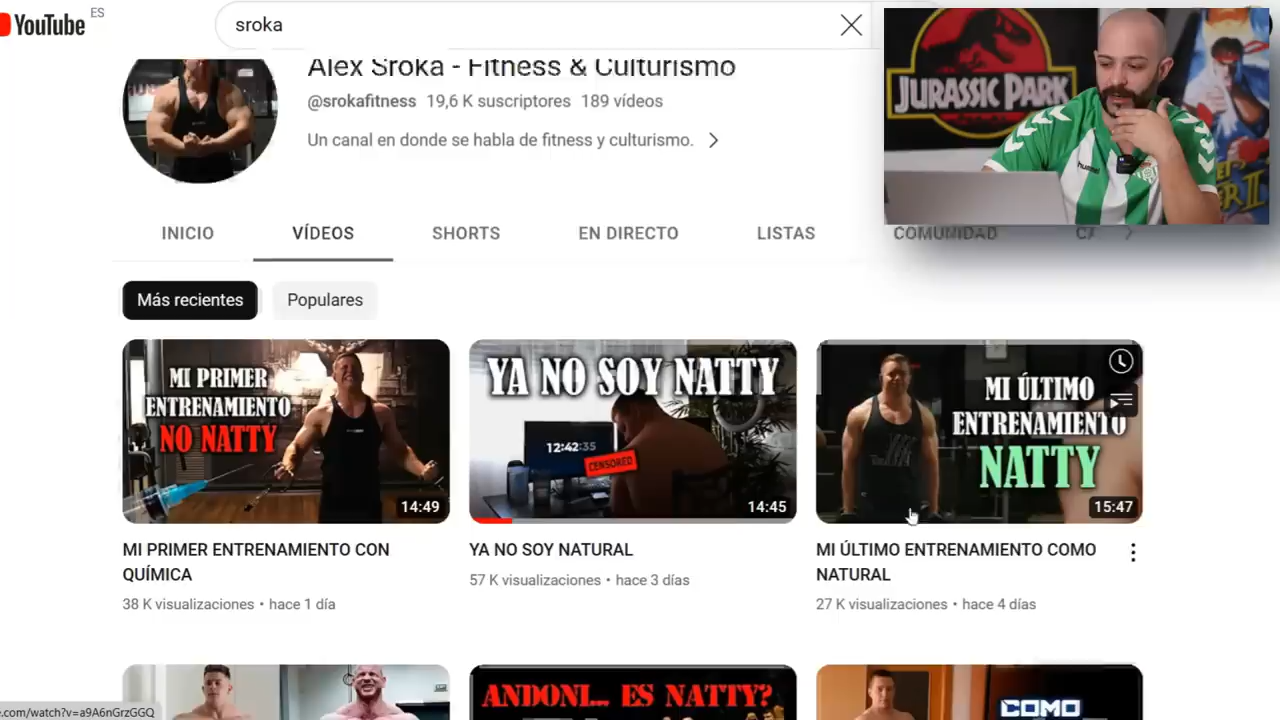 YouTube ES
sroka
Alex Sroka - Fitness & Culturismo
@srokafitness 19,6 K suscriptores 189 vídeos
Un canal en donde se habla de fitness y culturismo.
JURASSIC PARK
hummel
INICIO VÍDEOS SHORTS EN DIRECTO LISTAS COMUNIDAD
Más recientes Populares
MI PRIMER
ENTRENAMIENTO
NO NATTY
14:49
YA NO SOY NATTY
12:42:35
CENSORED
14:45
MI ÚLTIMO
ENTRENAMIENTO
NATTY
15:47
MI PRIMER ENTRENAMIENTO CON
QUÍMICA
38 K visualizaciones • hace 1 día
YA NO SOY NATURAL
57 K visualizaciones • hace 3 días
MI ÚLTIMO ENTRENAMIENTO COMO
NATURAL
27 K visualizaciones • hace 4 días
ANDONI... ES NATTY?
COMO
e.com/watch?v=a9A6nGrzGGQ